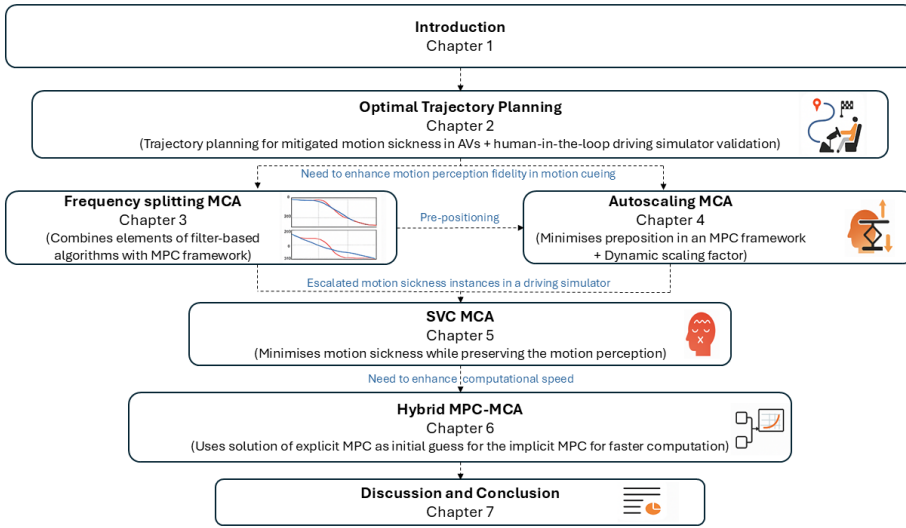 Introduction
Chapter 1
Optimal Trajectory Planning
Chapter 2
(Trajectory planning for mitigated motion sickness in AVs + human-in-the-loop driving simulator validation)
Need to enhance motion perception fidelity in motion cueing
Frequency splitting MCA
Chapter 3
(Combines elements of filter-based
algorithms with MPC framework)
Pre-positioning
Autoscaling MCA
Chapter 4
(Minimises preposition in an MPC framework
+ Dynamic scaling factor)
Escalated motion sickness instances in a driving simulator
SVC MCA
Chapter 5
(Minimises motion sickness while preserving the motion perception)
Need to enhance computational speed
Hybrid MPC-MCA
Chapter 6
(Uses solution of explicit MPC as initial guess for the implicit MPC for faster computation)
Discussion and Conclusion
Chapter 7